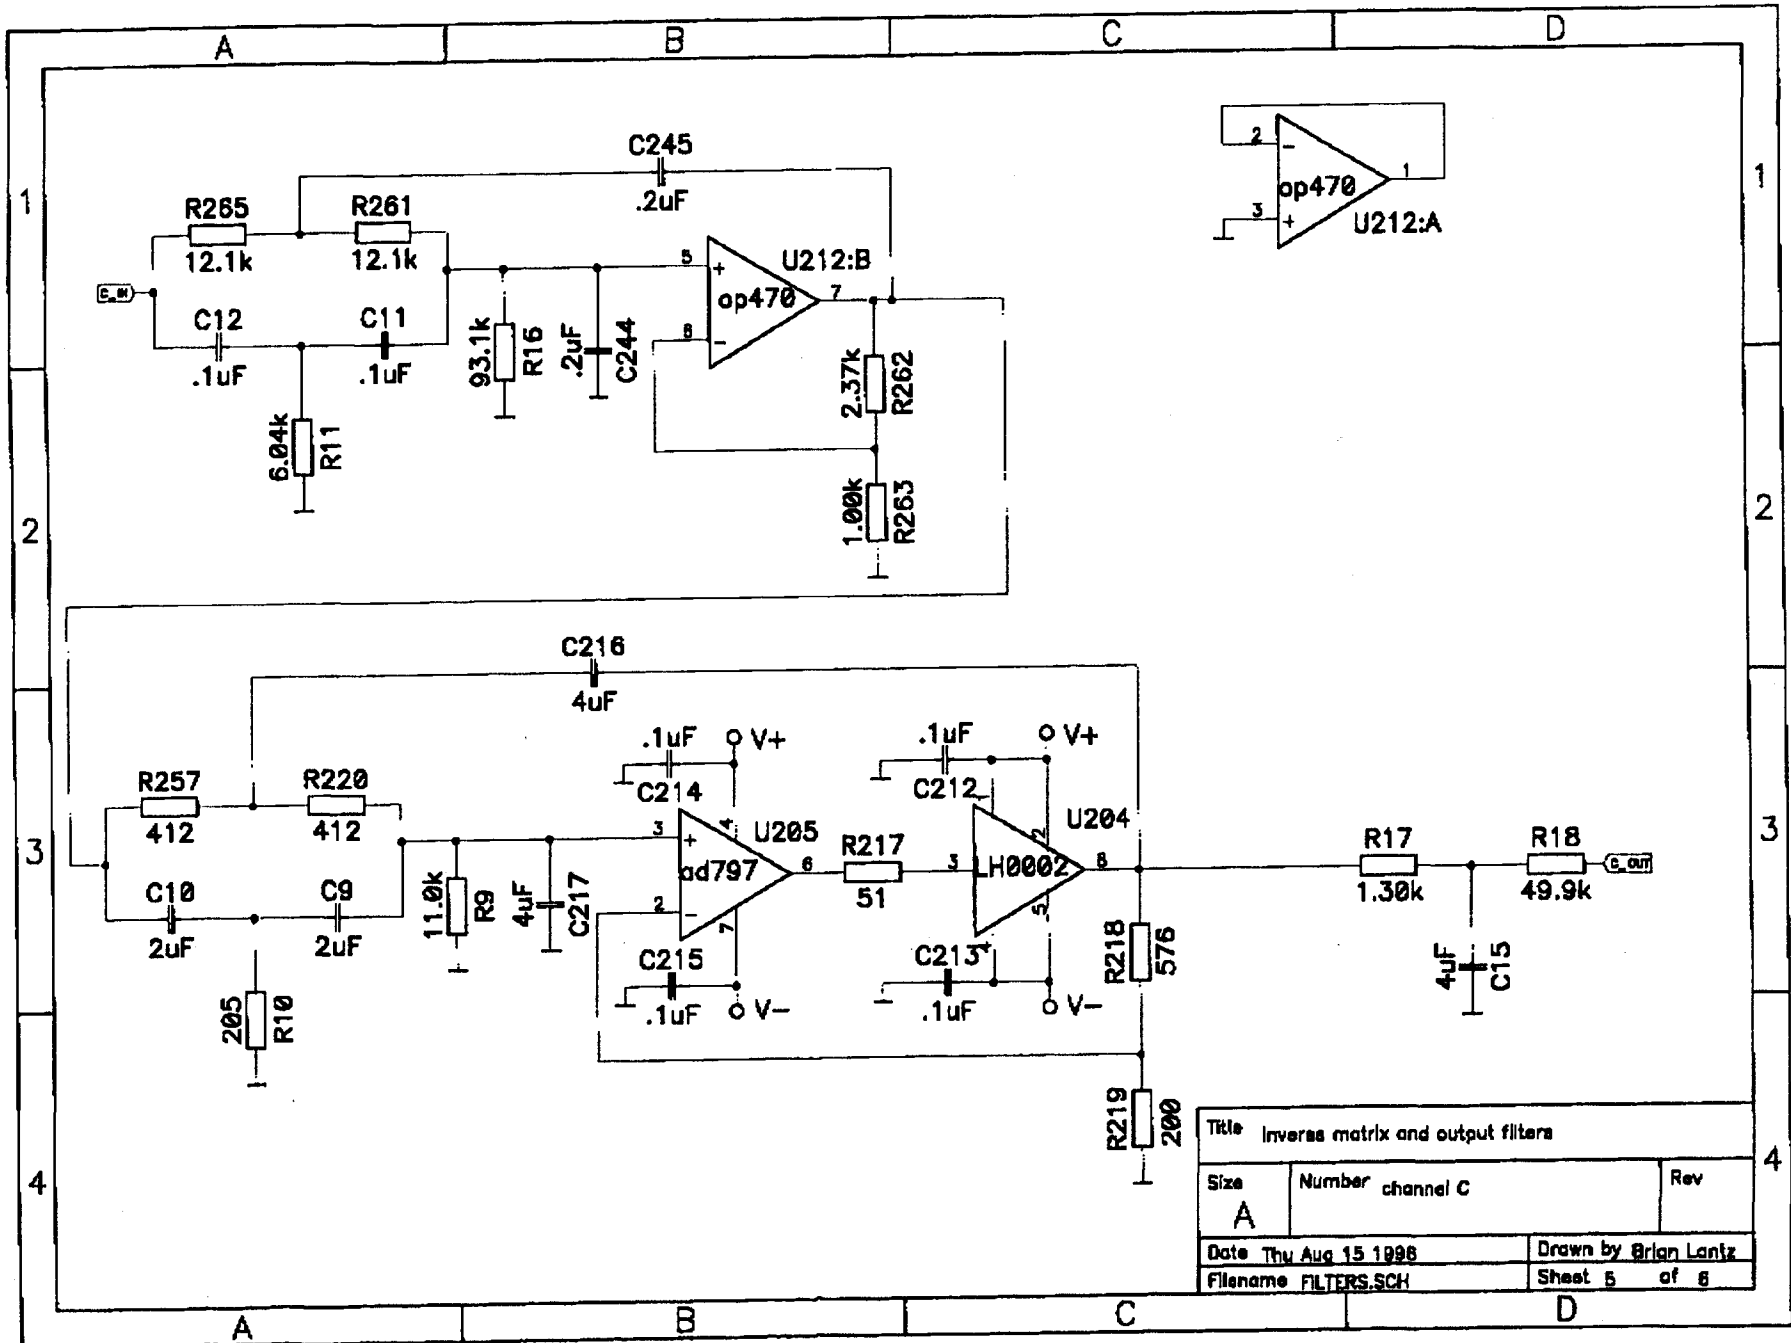 A B C D
1 1
2 2
3 3
4 4
A B C D
C245
.2uF
R265
12.1k
R261
12.1k
C_IN
C12
.1uF
C11
.1uF
6.04k
R11
93.1k
R16
.2uF
C244
5
+
6
-
op470
U212:B
7
2.37k
R262
1.00k
R263
2
-
3
+
op470
1
U212:A
C216
4uF
R257
412
R220
412
C10
2uF
C9
2uF
205
R10
11.0k
R9
4uF
C217
.1uF
V+
C214
3
+
2
-
4
7
ad797
U205
6
C215
.1uF
V-
R217
51
.1uF
V+
C212
1
2
U204
3
LH0002
8
5
4
C213
.1uF
V-
R218
576
R219
200
R17
1.30k
R18
49.9k
C_OUT
4uF
C15
Title Inverse matrix and output filters
Size A
Number channel C
Rev
Date Thu Aug 15 1996
Drawn by Brian Lantz
Filename FILTERS.SCH
Sheet 5 of 6